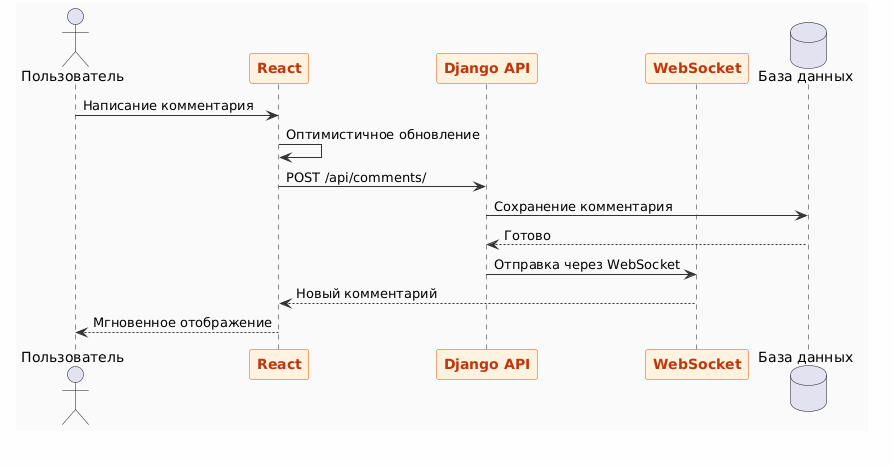 Пользователь
React
Django API
WebSocket
База данных
Написание комментария
Оптимистичное обновление
POST /api/comments/
Сохранение комментария
Готово
Отправка через WebSocket
Новый комментарий
Мгновенное отображение
Пользователь
React
Django API
WebSocket
База данных